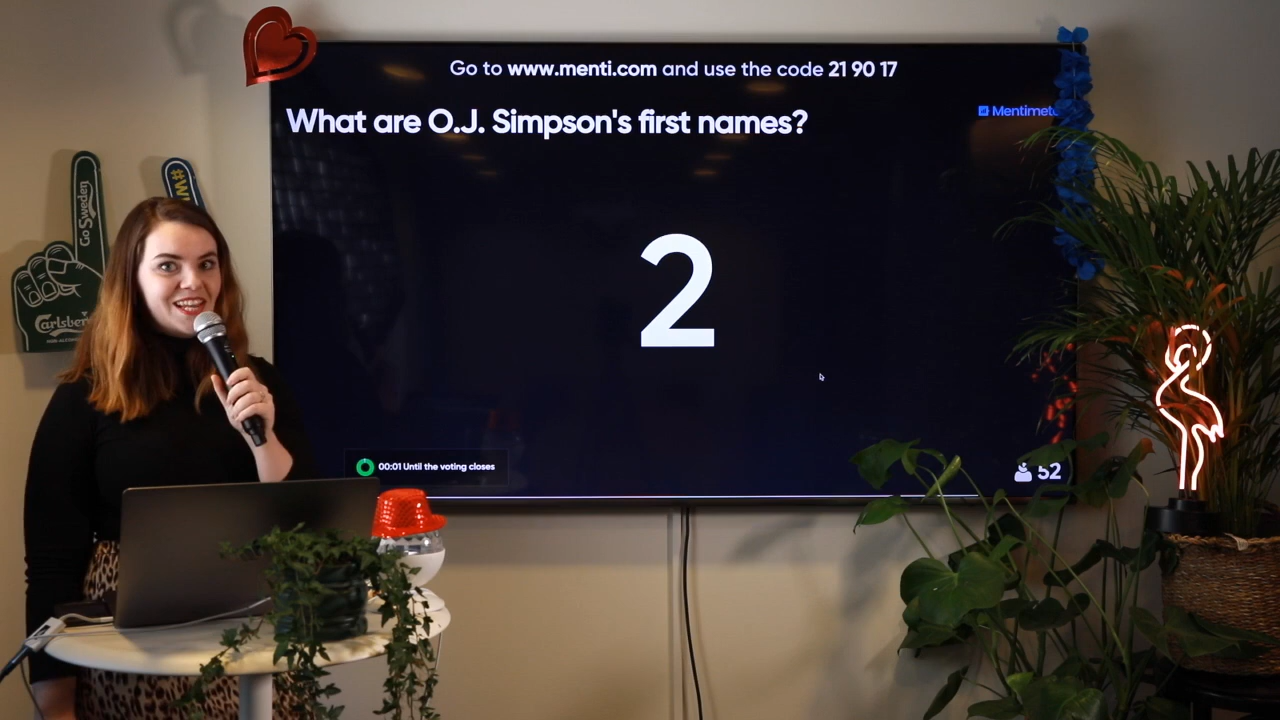 Go to www.menti.com and use the code 21 90 17
What are O.J. Simpson's first names?
Mentimete
2
00:01 Until the voting closes
52
Go Sweden
Carlsberg
#W